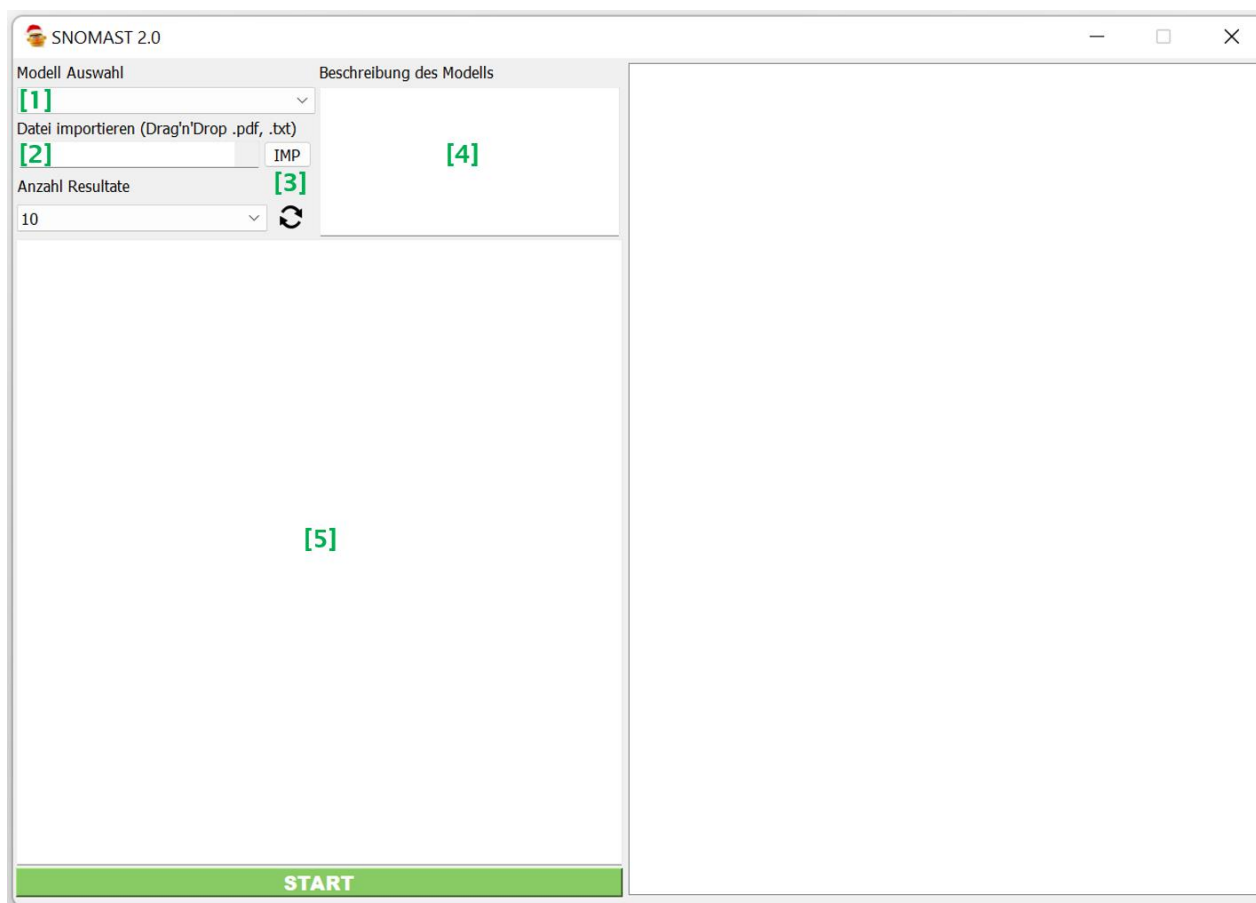 SNOMAST 2.0
Modell Auswahl
Beschreibung des Modells
[1]
Datei importieren (Drag'n'Drop .pdf, .txt)
[2]
IMP
[4]
Anzahl Resultate
[3]
10
[5]
START